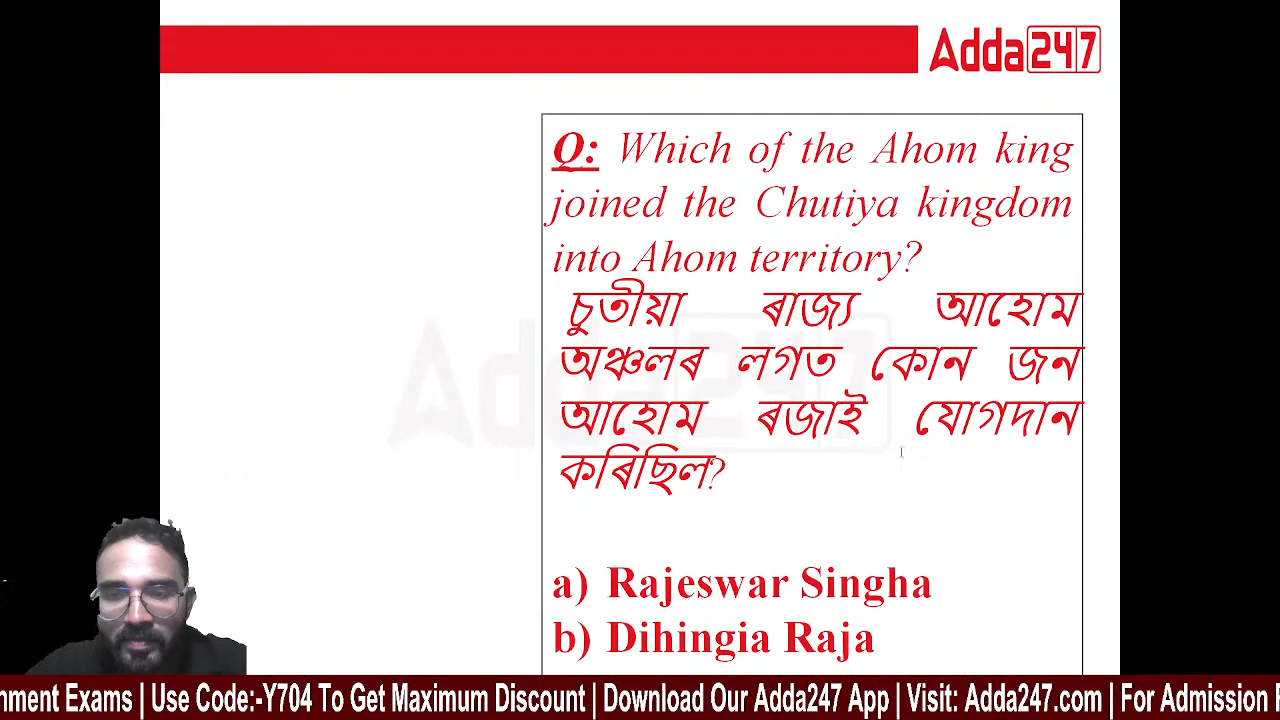 Adda247
Q: Which of the Ahom king
joined the Chutiya kingdom
into Ahom territory?
চুতীয়া ৰাজ্য আহোম
অঞ্চলৰ লগত কোন জন
আহোম ৰজাই যোগদান
কৰিছিল?
a) Rajeswar Singha
b) Dihingia Raja
nment Exams | Use Code:-Y704 To Get Maximum Discount | Download Our Adda247 App | Visit: Adda247.com | For Admission